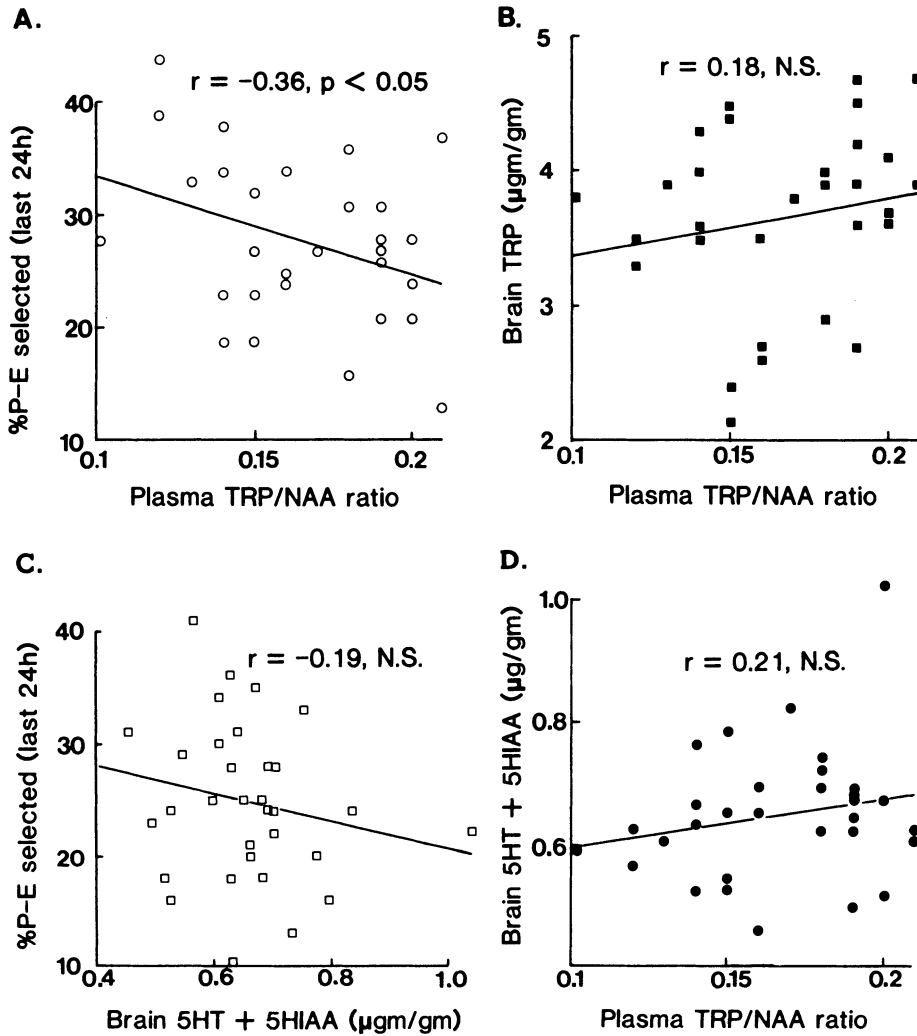 A.
r = −0.36, p < 0.05
%P−E selected (last 24h)
40
30
20
10
0.1 0.15 0.2
Plasma TRP/NAA ratio
B.
r = 0.18, N.S.
Brain TRP (μgm/gm)
5
4
3
2
0.1 0.15 0.2
Plasma TRP/NAA ratio
C.
r = −0.19, N.S.
%P−E selected (last 24h)
40
30
20
10
0.4 0.6 0.8 1.0
Brain 5HT + 5HIAA (μgm/gm)
D.
r = 0.21, N.S.
Brain 5HT + 5HIAA (μg/gm)
1.0
0.8
0.6
0.1 0.15 0.2
Plasma TRP/NAA ratio